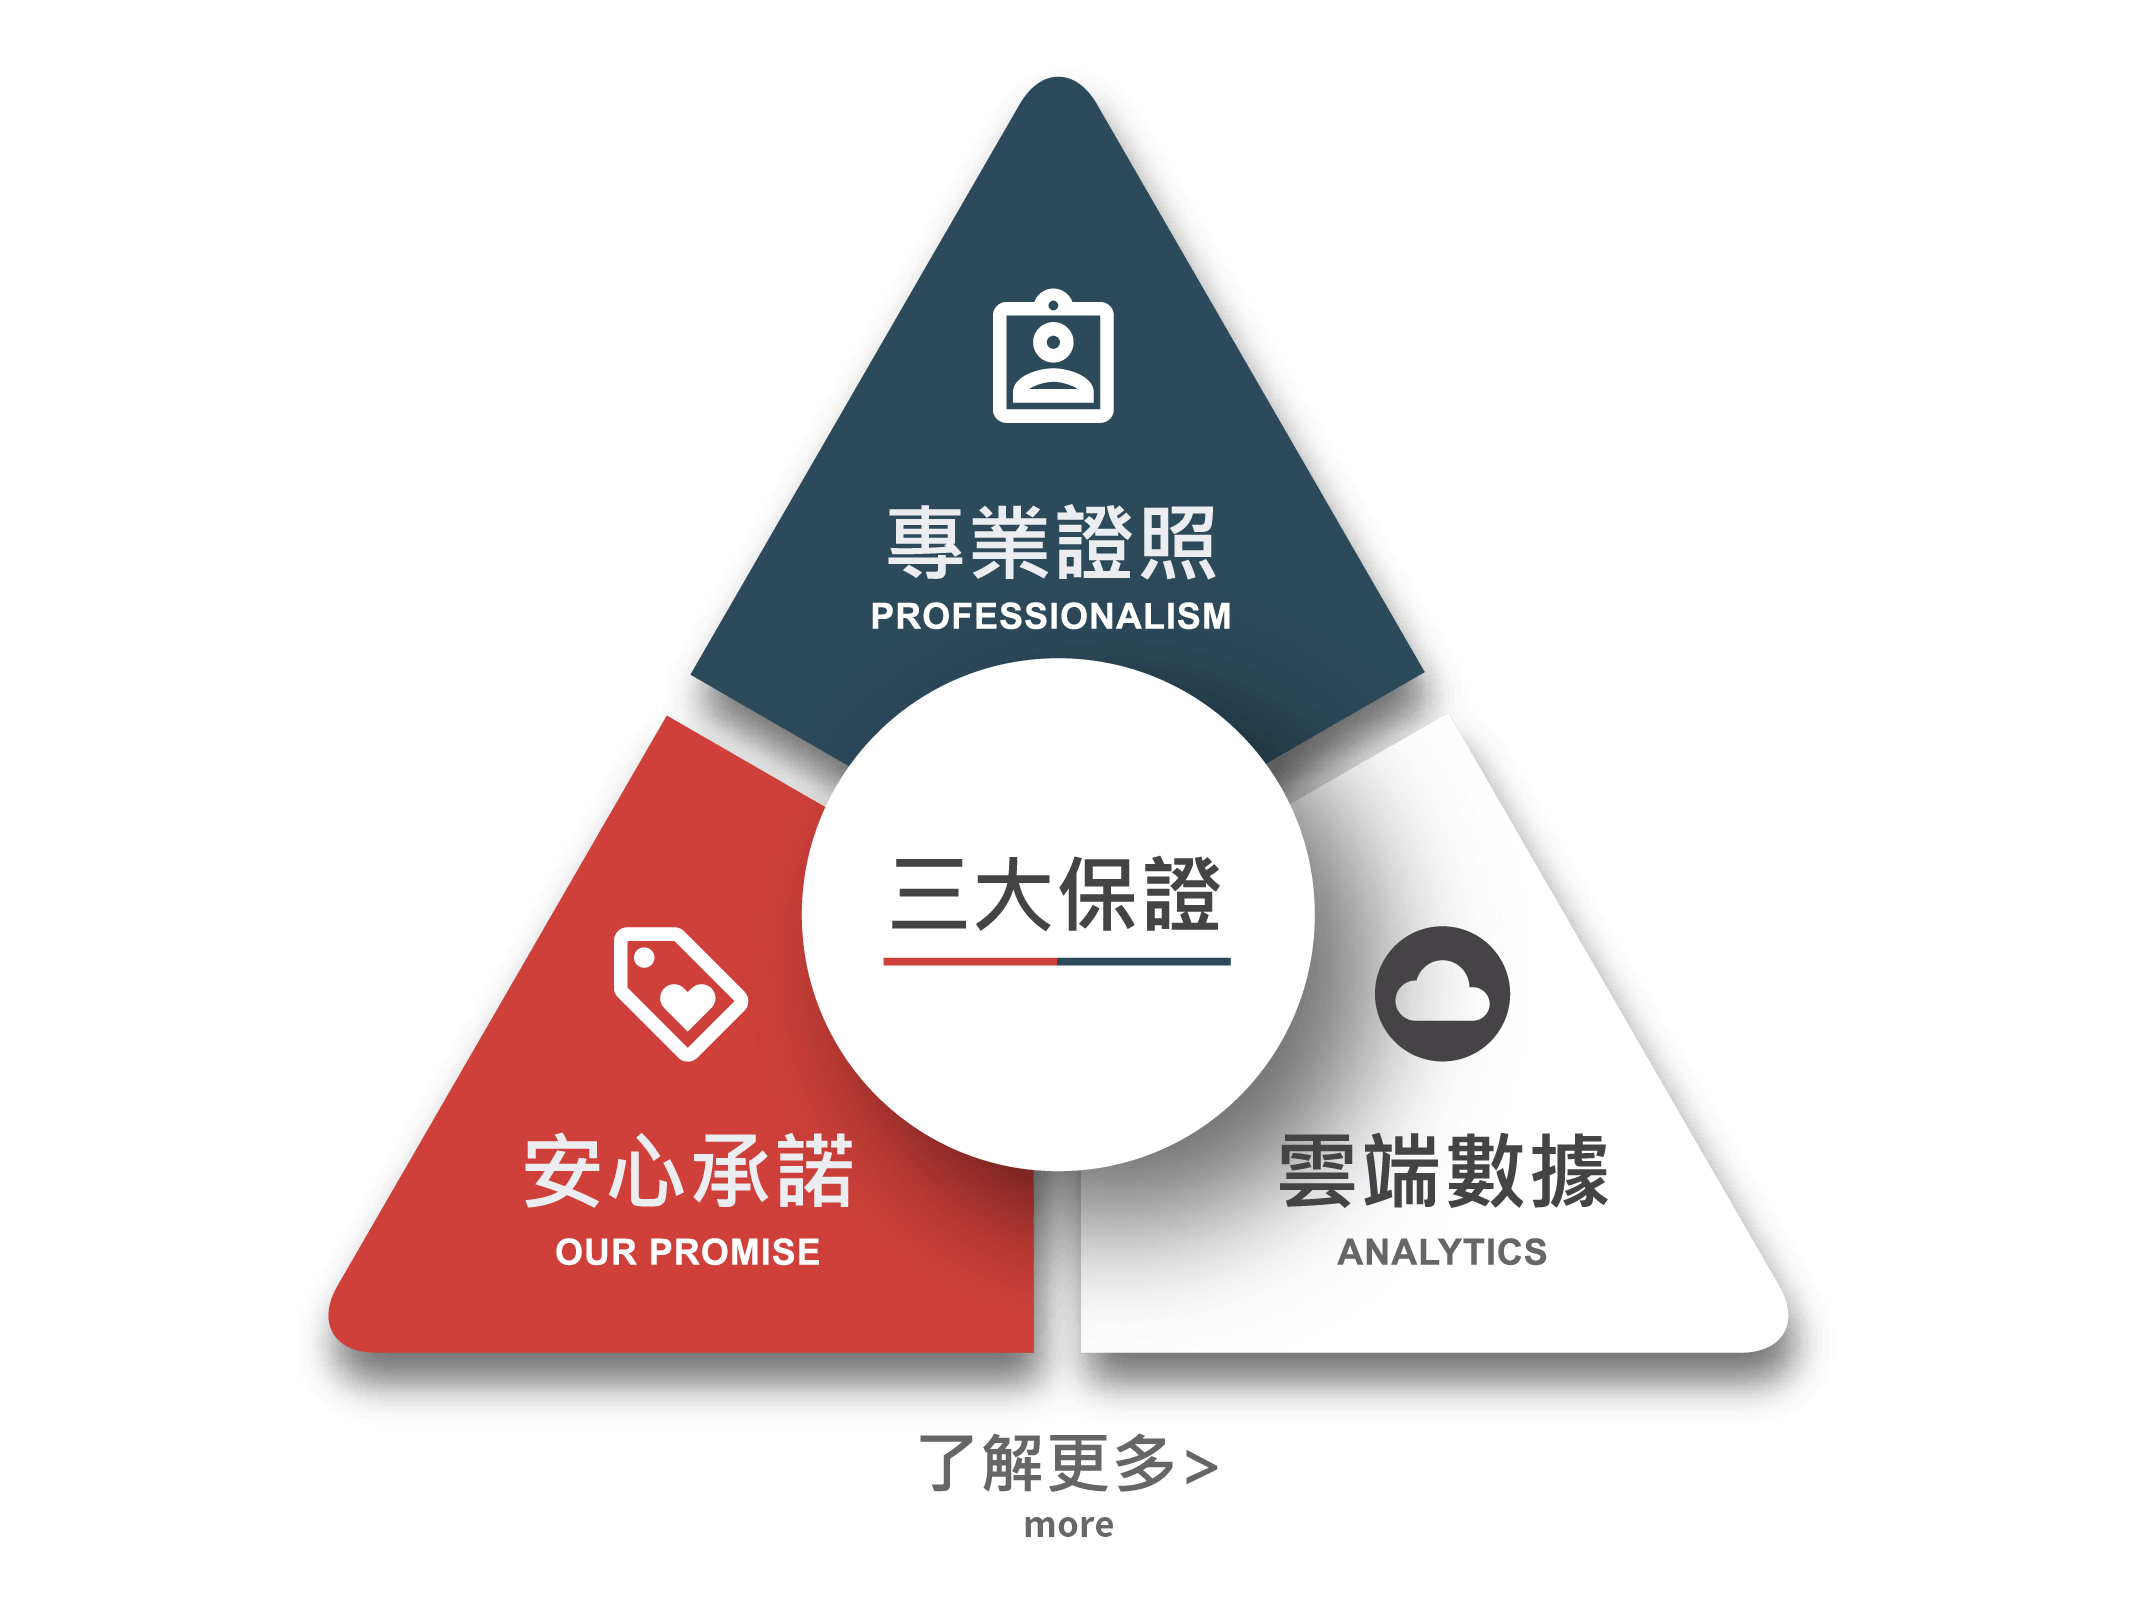 專業證照
PROFESSIONALISM
三大保證
安心承諾
OUR PROMISE
雲端數據
ANALYTICS
了解更多>
more